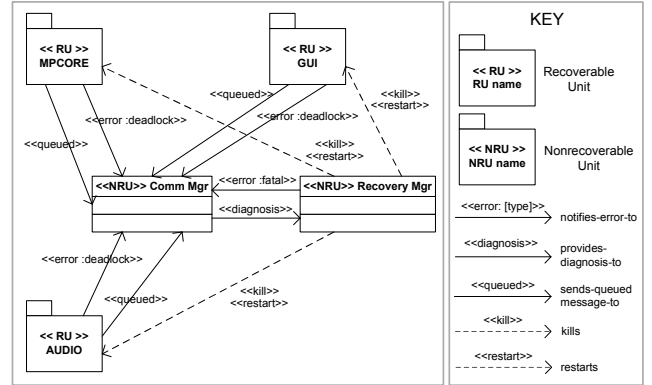 << RU >>
MPCORE
<< RU >>
GUI
<<queued>>
<<kill>>
<<restart>>
<<error :deadlock>>
<<error :deadlock>>
<<queued>>
<<kill>>
<<restart>>
<<NRU>> Comm Mgr
<<error :fatal>>
<<NRU>> Recovery Mgr
<<diagnosis>>
<<error :deadlock>>
<<queued>>
<<kill>>
<<restart>>
<< RU >>
AUDIO
KEY
<< RU >>
RU name
Recoverable
Unit
<< NRU >>
NRU name
Nonrecoverable
Unit
<<error: [type]>>
notifies-error-to
<<diagnosis>>
provides-
diagnosis-to
<<queued>>
sends-queued
message-to
<<kill>>
kills
<<restart>>
restarts